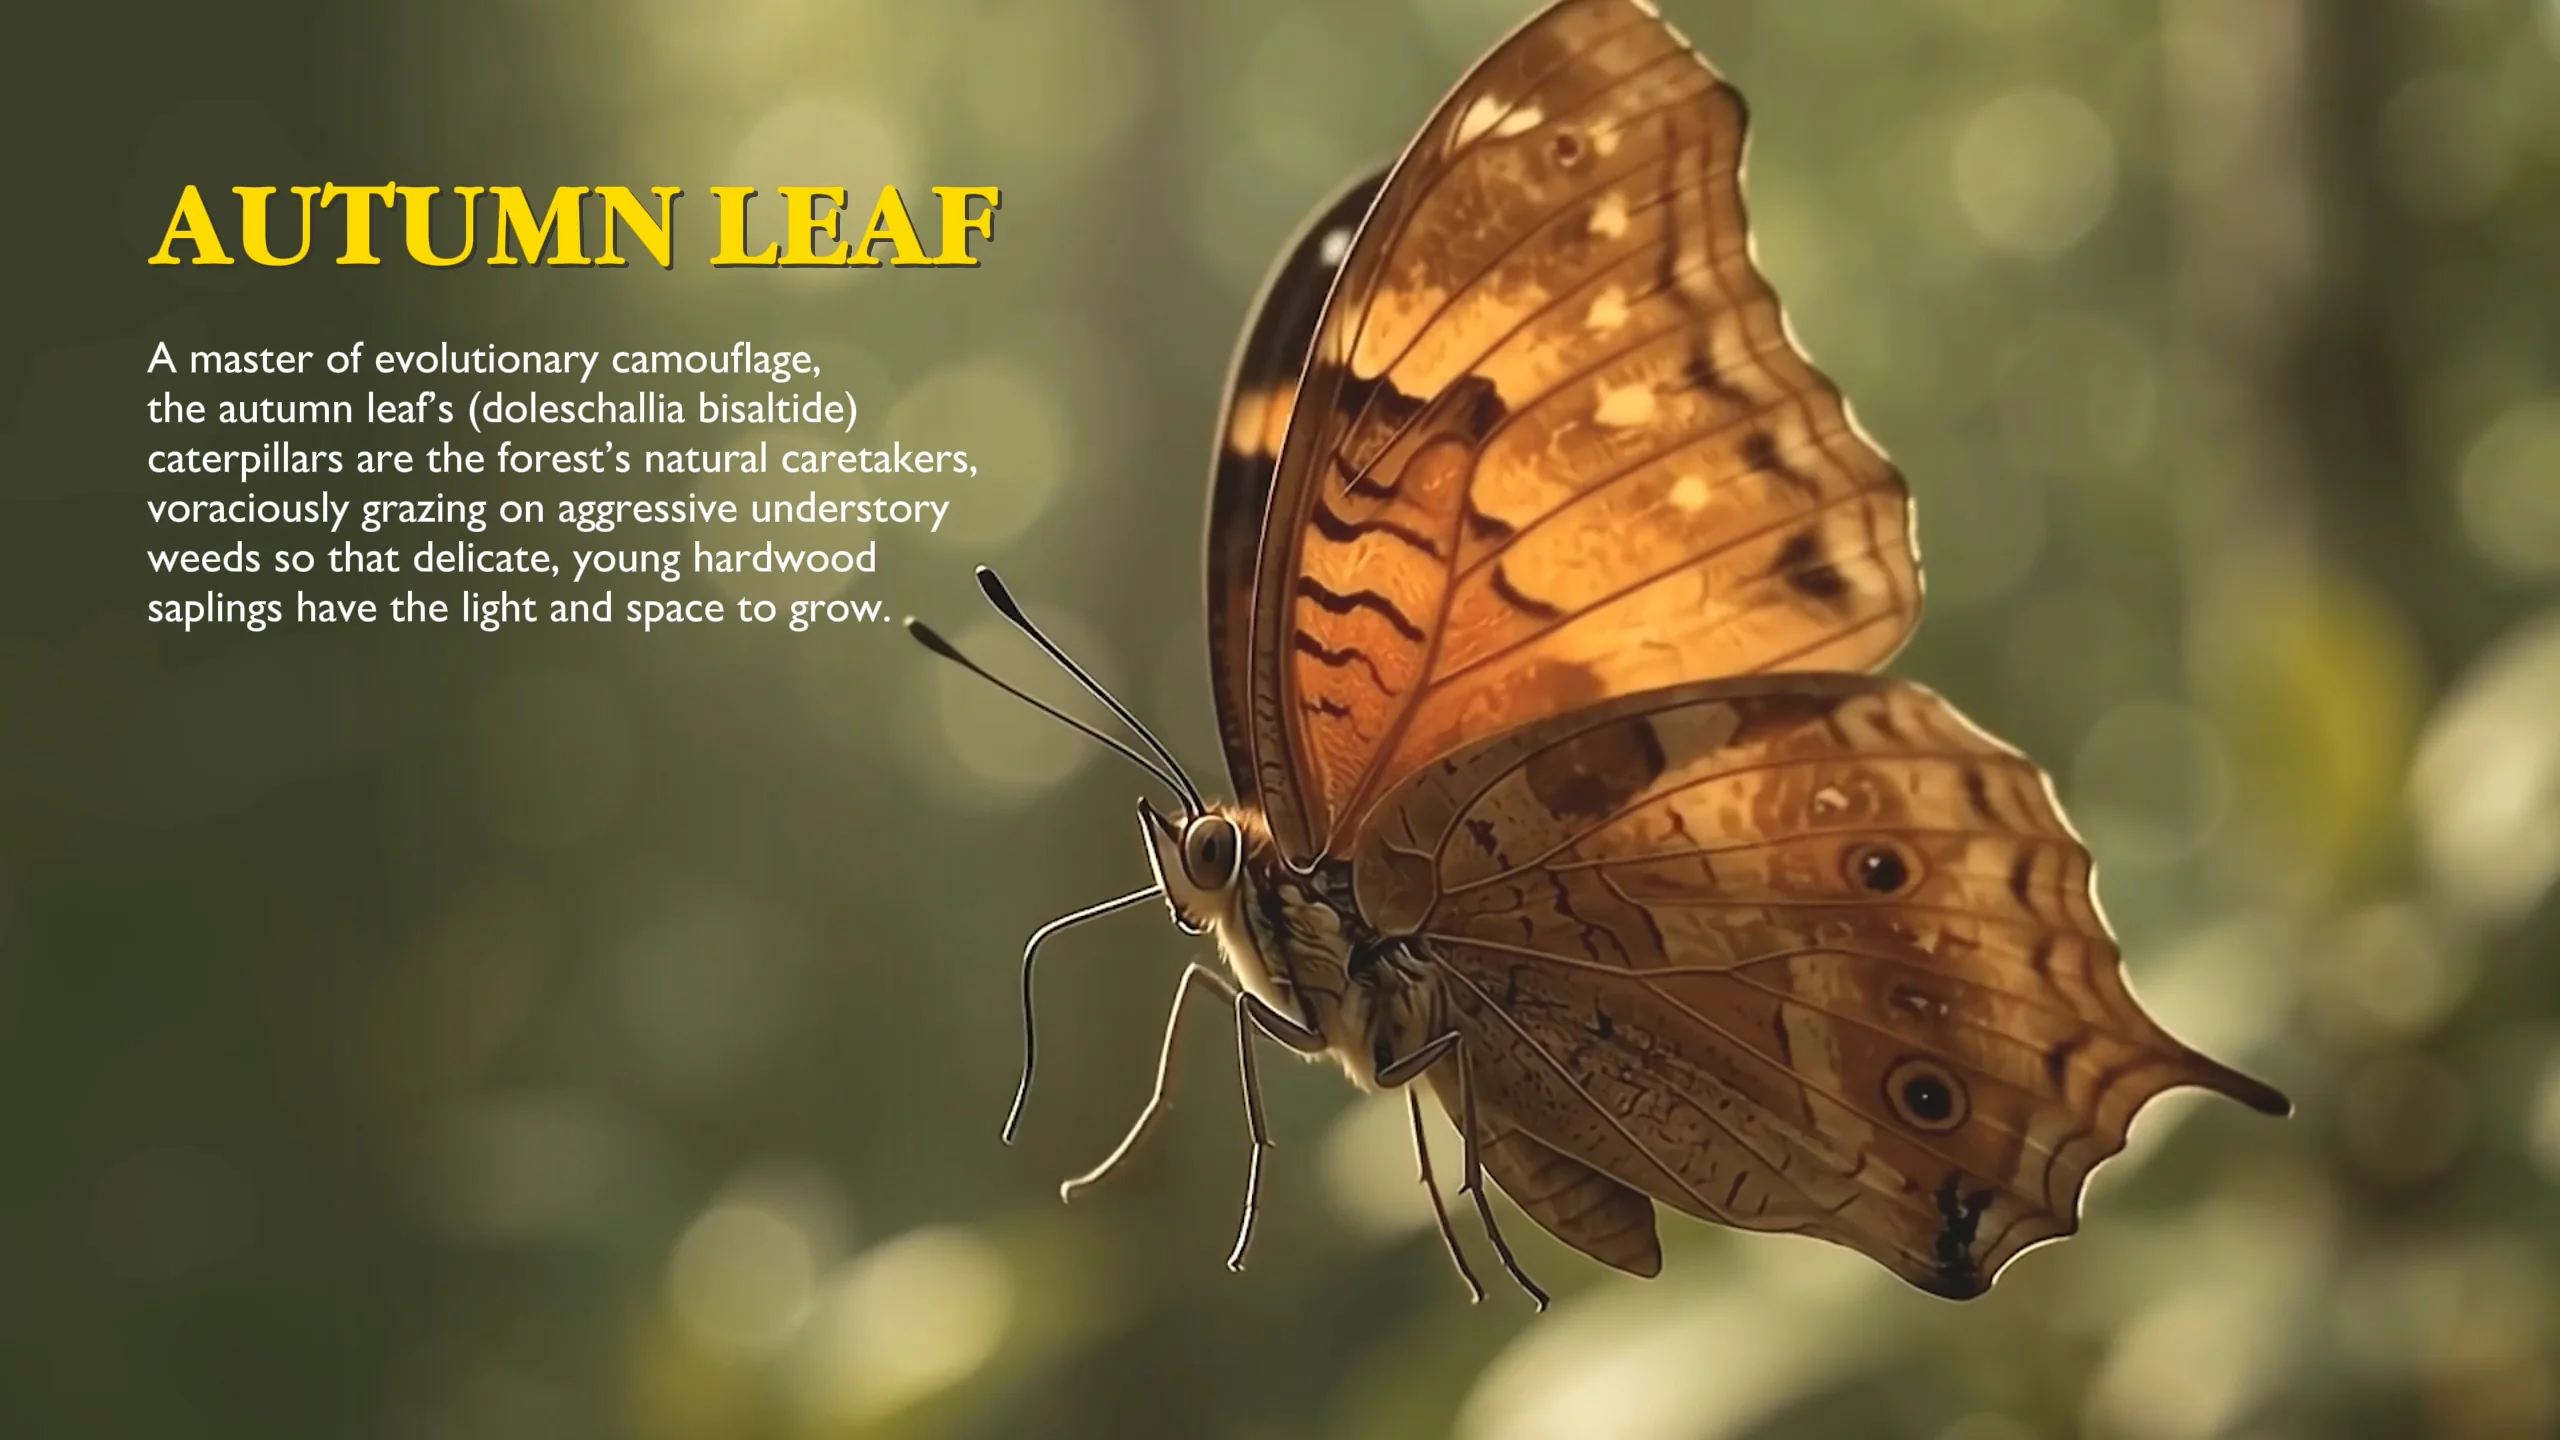 AUTUMN LEAF
A master of evolutionary camouflage,
the autumn leaf’s (doleschallia bisaltide)
caterpillars are the forest’s natural caretakers,
voraciously grazing on aggressive understory
weeds so that delicate, young hardwood
saplings have the light and space to grow.